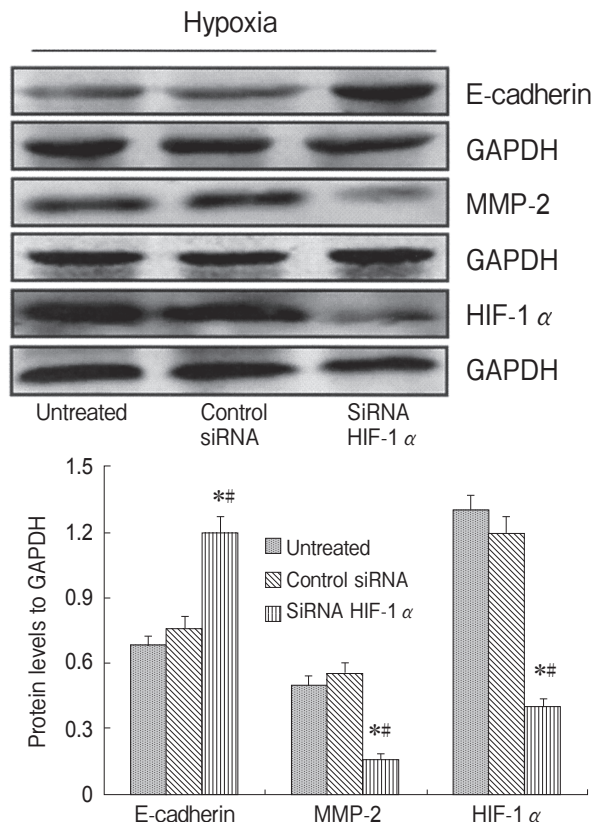 Hypoxia
E-cadherin
GAPDH
MMP-2
GAPDH
HIF-1 α
GAPDH
Untreated
Control
siRNA
SiRNA
HIF-1 α
1.5
1.2
0.9
0.6
0.3
0
Protein levels to GAPDH
*#
Untreated
Control siRNA
SiRNA HIF-1 α
*#
*#
E-cadherin
MMP-2
HIF-1 α